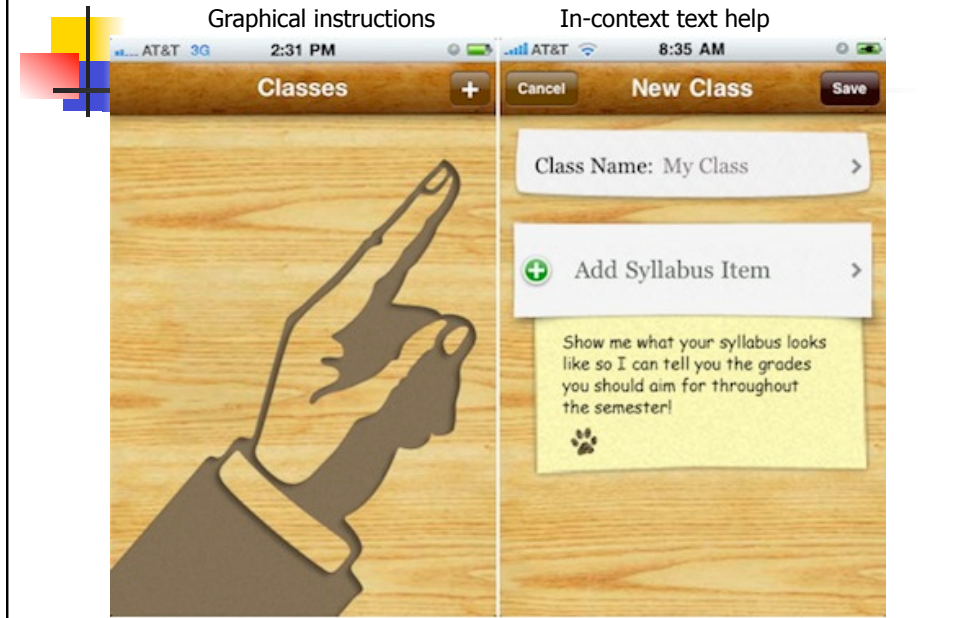 Graphical instructions
In-context text help
AT&T 3G 2:31 PM
Classes +
AT&T 8:35 AM
Cancel New Class Save
Class Name: My Class
Add Syllabus Item
Show me what your syllabus looks
like so I can tell you the grades
you should aim for throughout
the semester!